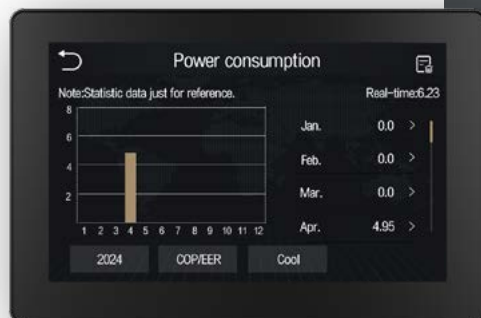 Power consumption
Note:Statistic data just for reference.
Real-time:6.23
8
6
4
2
1 2 3 4 5 6 7 8 9 10 11 12
Jan. 0.0 >
Feb. 0.0 >
Mar. 0.0 >
Apr. 4.95 >
2024 COP/EER Cool